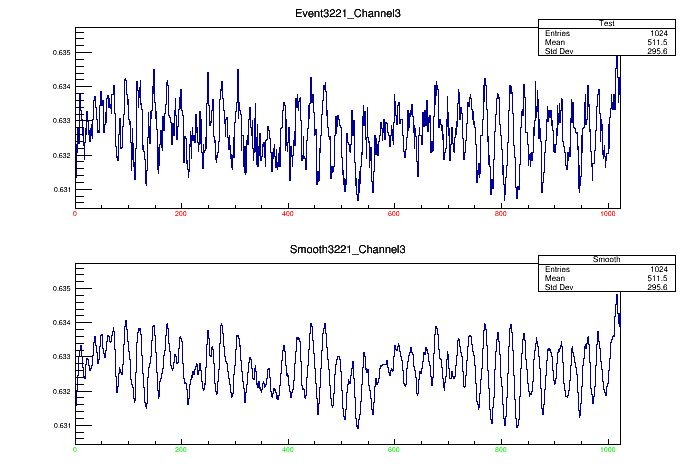 Event3221_Channel3
Test
Entries 1024
Mean 511.5
Std Dev 295.6
0.635
0.634
0.633
0.632
0.631
0 200 400 600 800 1000
Smooth3221_Channel3
Smooth
Entries 1024
Mean 511.5
Std Dev 295.6
0.635
0.634
0.633
0.632
0.631
0 200 400 600 800 1000